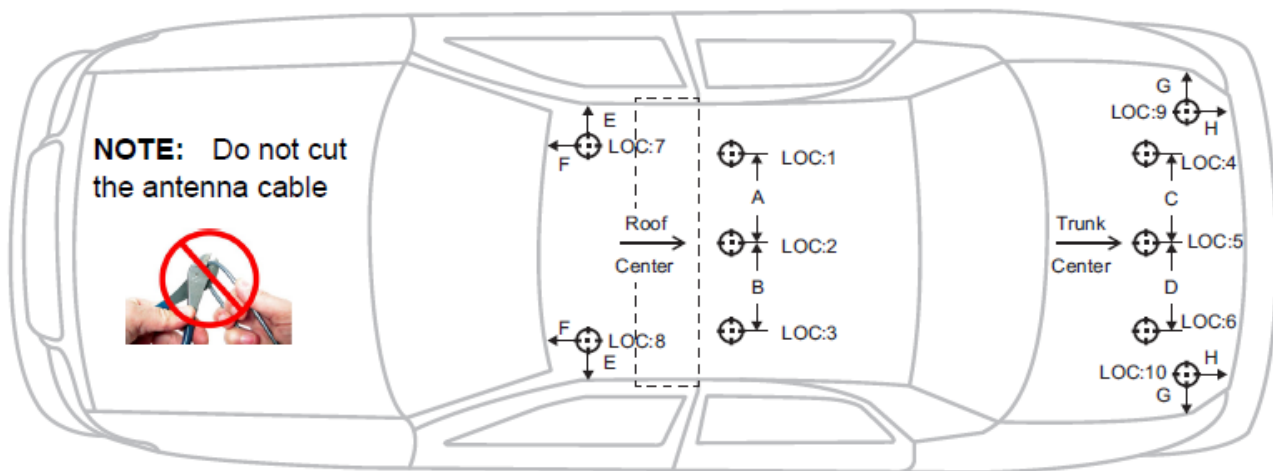 NOTE: Do not cut
the antenna cable
E
F
LOC:7
LOC:1
A
Roof
Center
LOC:2
B
F
LOC:8
E
LOC:3
G
LOC:9
H
LOC:4
C
Trunk
Center
LOC:5
D
LOC:6
LOC:10
H
G